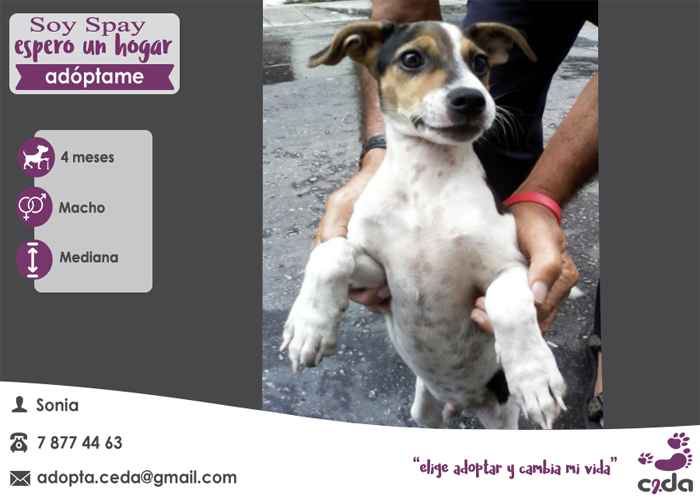 Soy Spay
espero un hogar
adóptame
4 meses
Macho
Mediana
Sonia
7 877 44 63
adopta.ceda@gmail.com
“elige adoptar y cambia mi vida”
ceda